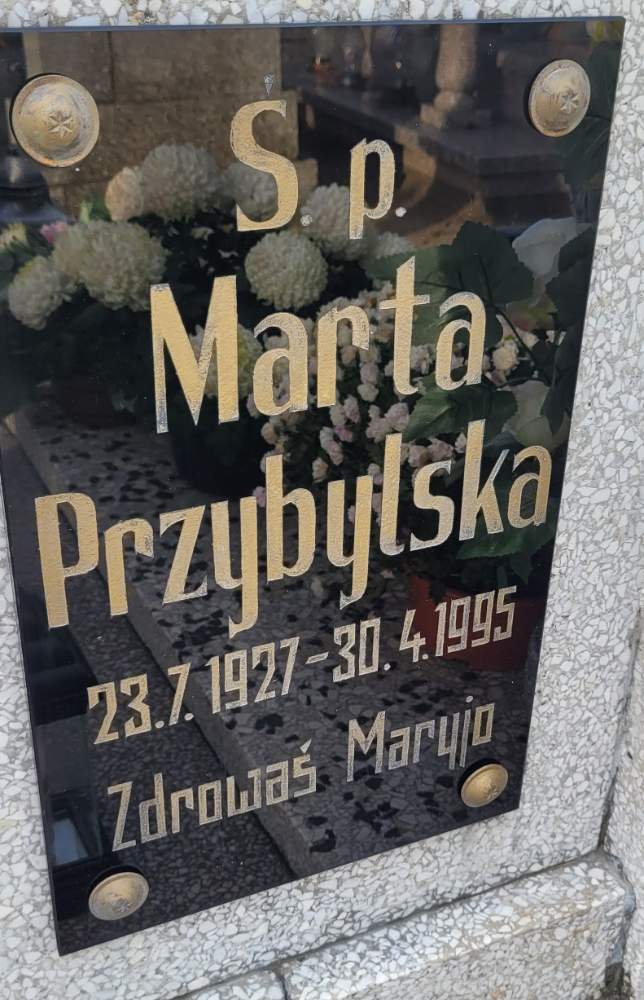 Ś. p.
Marta
Przybylska
23.7.1927-30.4.1995
Zdrowaś Maryjo